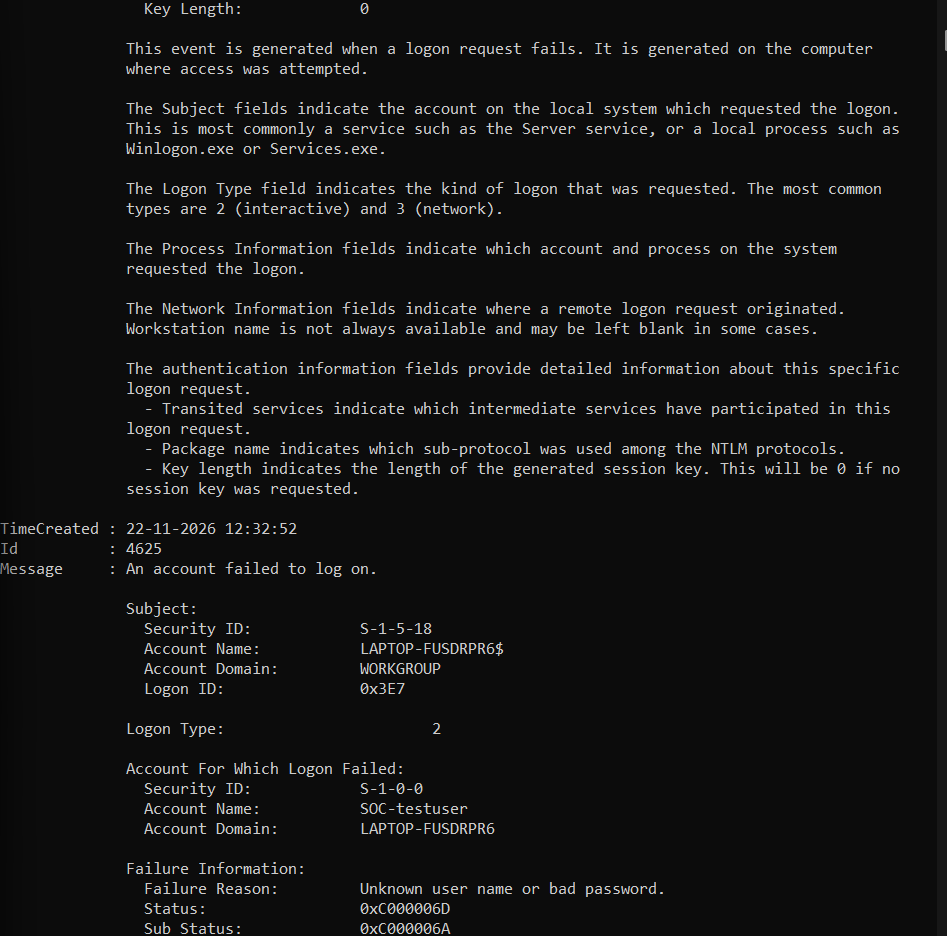 Key Length: 0
This event is generated when a logon request fails. It is generated on the computer
where access was attempted.
The Subject fields indicate the account on the local system which requested the logon.
This is most commonly a service such as the Server service, or a local process such as
Winlogon.exe or Services.exe.
The Logon Type field indicates the kind of logon that was requested. The most common
types are 2 (interactive) and 3 (network).
The Process Information fields indicate which account and process on the system
requested the logon.
The Network Information fields indicate where a remote logon request originated.
Workstation name is not always available and may be left blank in some cases.
The authentication information fields provide detailed information about this specific
logon request.
- Transited services indicate which intermediate services have participated in this
logon request.
- Package name indicates which sub-protocol was used among the NTLM protocols.
- Key length indicates the length of the generated session key. This will be 0 if no
session key was requested.
TimeCreated : 22-11-2026 12:32:52
Id : 4625
Message : An account failed to log on.
Subject:
Security ID: S-1-5-18
Account Name: LAPTOP-FUSDRPR6$
Account Domain: WORKGROUP
Logon ID: 0x3E7
Logon Type: 2
Account For Which Logon Failed:
Security ID: S-1-0-0
Account Name: SOC-testuser
Account Domain: LAPTOP-FUSDRPR6
Failure Information:
Failure Reason: Unknown user name or bad password.
Status: 0xC000006D
Sub Status: 0xC000006A